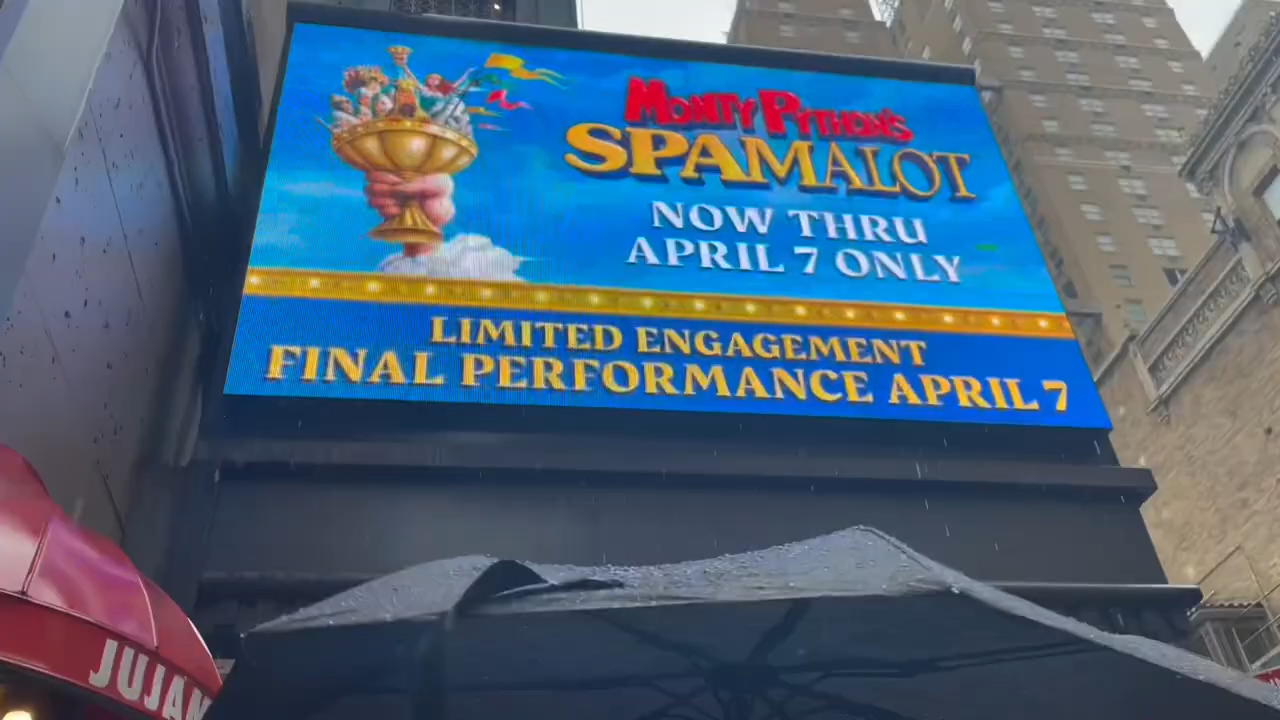 MONTY PYTHON'S
SPAMALOT
NOW THRU
APRIL 7 ONLY
LIMITED ENGAGEMENT
FINAL PERFORMANCE APRIL 7
JUJAM